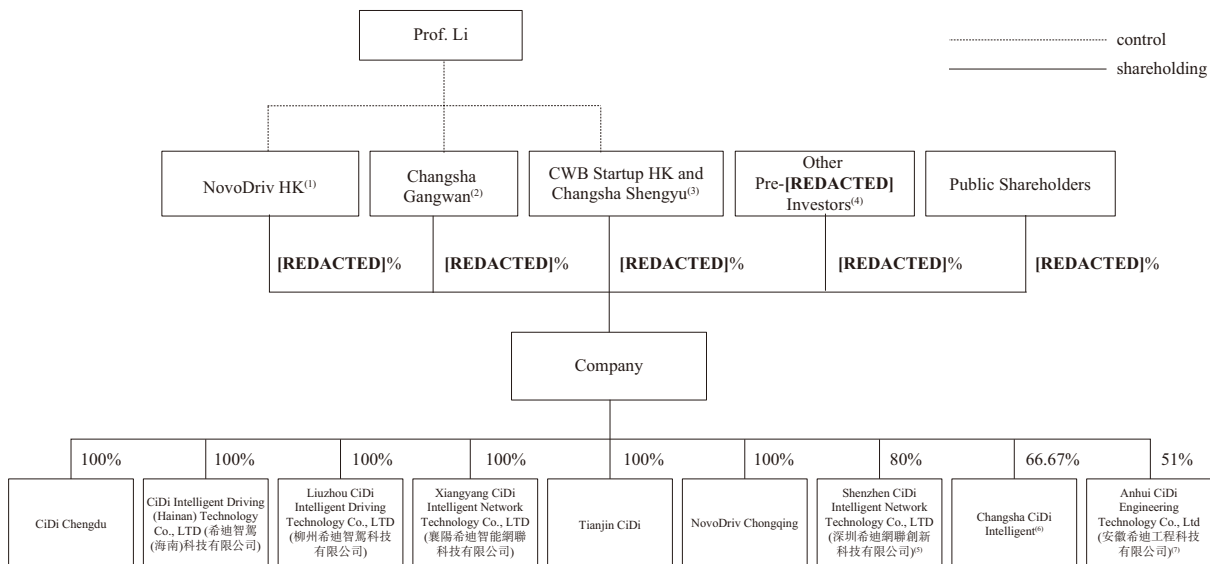 Prof. Li
control
shareholding
NovoDriv HK(1)
Changsha
Gangwan(2)
CWB Startup HK and
Changsha Shengyu(3)
Other
Pre-[REDACTED]
Investors(4)
Public Shareholders
[REDACTED]%
[REDACTED]%
[REDACTED]%
[REDACTED]%
[REDACTED]%
Company
100%
100%
100%
100%
100%
100%
80%
66.67%
51%
CiDi Chengdu
CiDi Intelligent Driving
(Hainan) Technology
Co., LTD (希迪智駕
(海南)科技有限公司)
Liuzhou CiDi
Intelligent Driving
Technology Co., LTD
(柳州希迪智駕科技
有限公司)
Xiangyang CiDi
Intelligent Network
Technology Co., LTD
(襄陽希迪智能網聯
科技有限公司)
Tianjin CiDi
NovoDriv Chongqing
Shenzhen CiDi
Intelligent Network
Technology Co., LTD
(深圳希迪網聯創新
科技有限公司)(5)
Changsha CiDi
Intelligent(6)
Anhui CiDi
Engineering
Technology Co., Ltd
(安徽希迪工程科技
有限公司)(7)